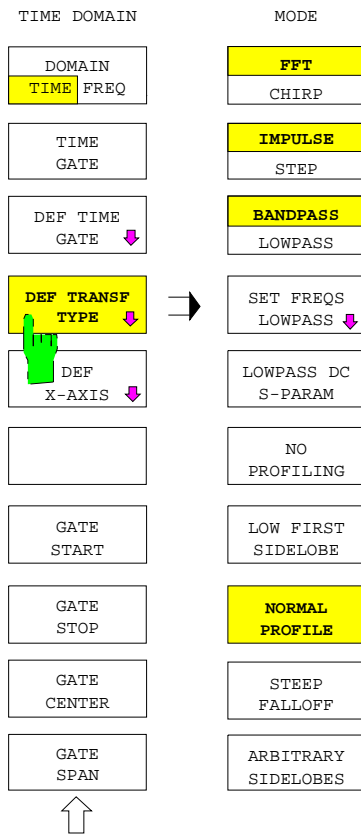 TIME DOMAIN
DOMAIN
TIME FREQ
TIME
GATE
DEF TIME
GATE
DEF TRANSF
TYPE
DEF
X-AXIS
GATE
START
GATE
STOP
GATE
CENTER
GATE
SPAN
MODE
FFT
CHIRP
IMPULSE
STEP
BANDPASS
LOWPASS
SET FREQS
LOWPASS
LOWPASS DC
S-PARAM
NO
PROFILING
LOW FIRST
SIDELOBE
NORMAL
PROFILE
STEEP
FALLOFF
ARBITRARY
SIDELOBES